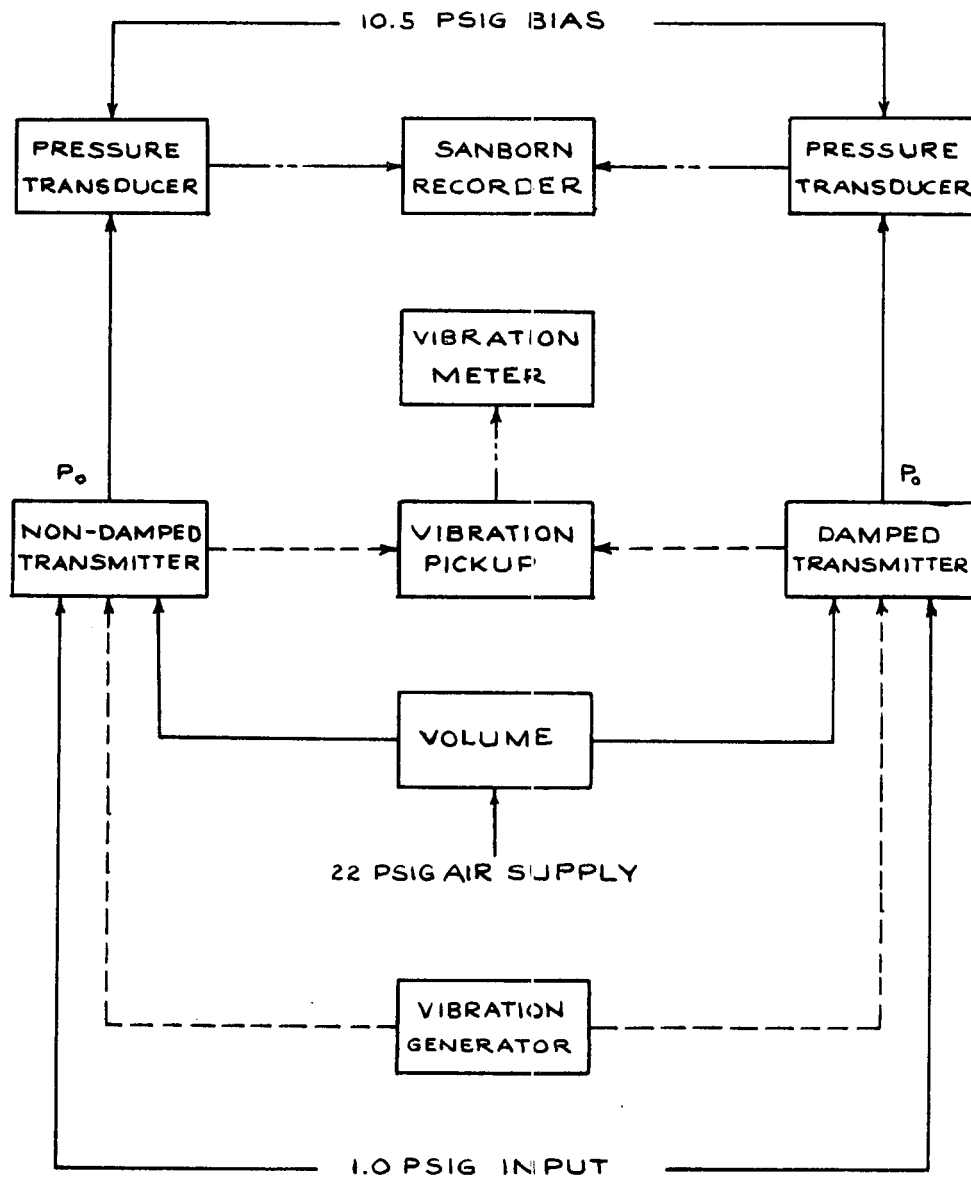 10.5 PSIG BIAS
PRESSURE
TRANSDUCER
SANBORN
RECORDER
PRESSURE
TRANSDUCER
VIBRATION
METER
Po
Po
NON-DAMPED
TRANSMITTER
VIBRATION
PICKUP
DAMPED
TRANSMITTER
VOLUME
22 PSIG AIR SUPPLY
VIBRATION
GENERATOR
1.0 PSIG INPUT